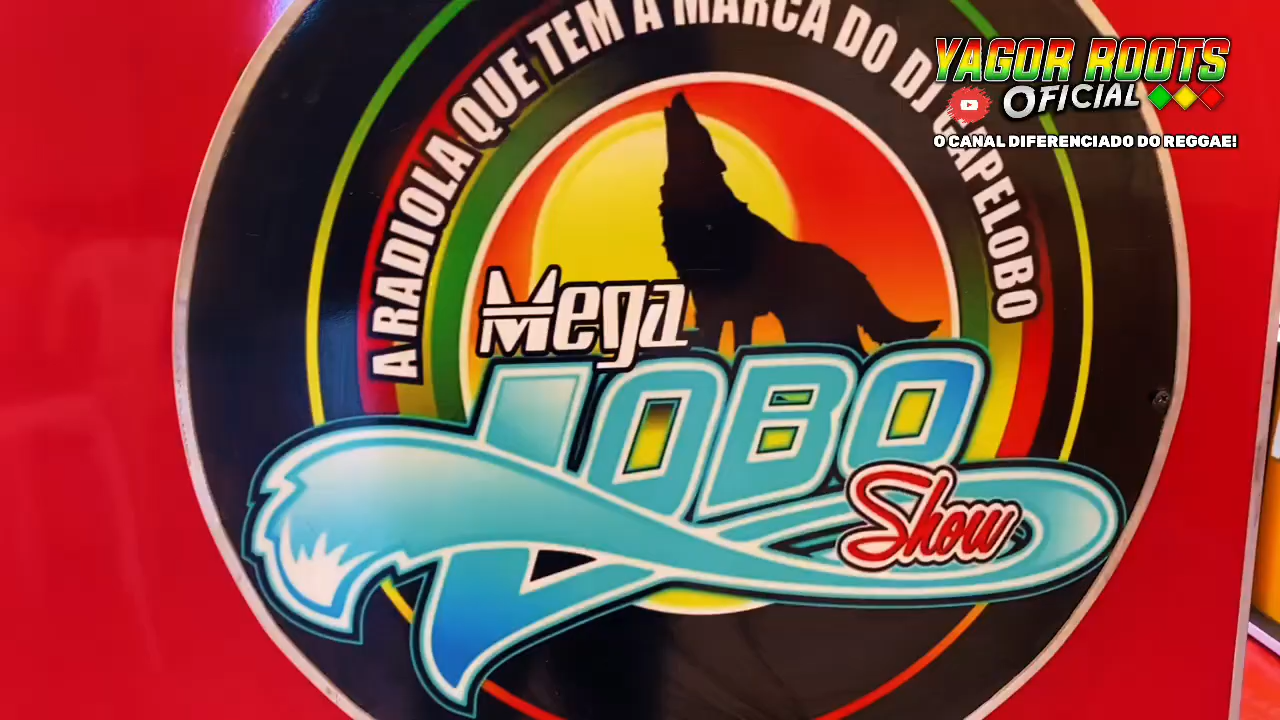 A RADIOLA QUE TEM A MARCA DO DJ CAPELOBO
YAGOR ROOTS
OFICIAL
O CANAL DIFERENCIADO DO REGGAE!
Mega
LOBO
Show